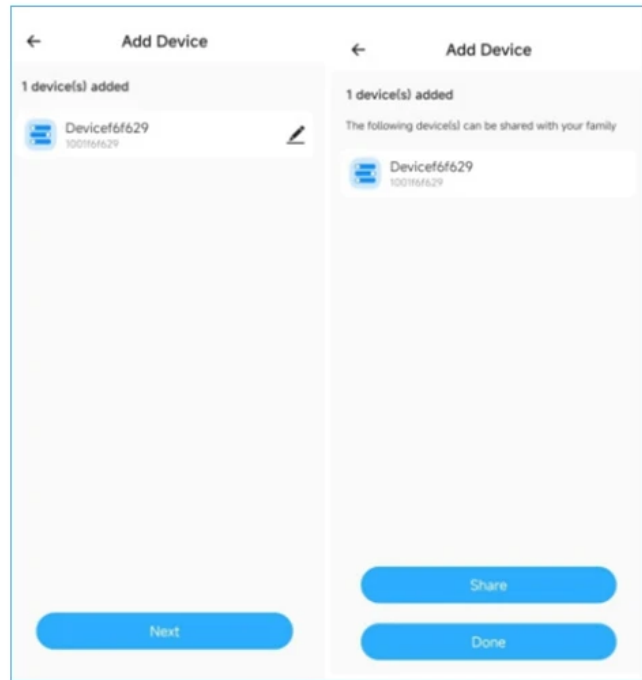 Add Device
1 device(s) added
Devicef6f629
1001f6f629
Next
Add Device
1 device(s) added
The following device(s) can be shared with your family
Devicef6f629
1001f6f629
Share
Done